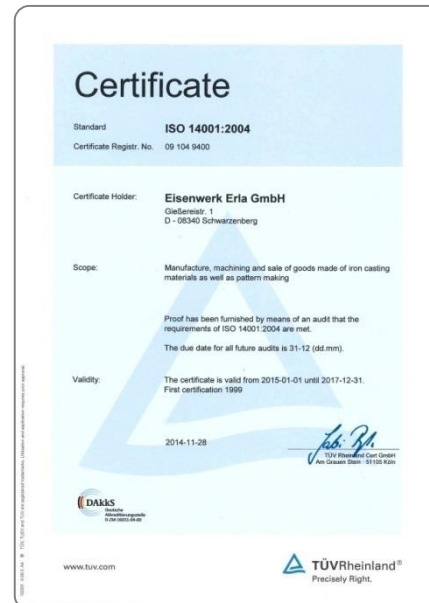 Certificate
Standard ISO 14001:2004
Certificate Registr. No. 09 104 9400
Certificate Holder: Eisenwerk Erla GmbH
Gießereistr. 1
D - 08340 Schwarzenberg
Scope: Manufacture, machining and sale of goods made of iron casting
materials as well as pattern making
Proof has been furnished by means of an audit that the
requirements of ISO 14001:2004 are met.
The due date for all future audits is 31-12 (dd.mm).
Validity: The certificate is valid from 2015-01-01 until 2017-12-31.
First certification 1999
2014-11-28
TÜV Rheinland Cert GmbH
Am Grauen Stein · 51105 Köln
DAkkS
Deutsche
Akkreditierungsstelle
www.tuv.com
TÜVRheinland®
Precisely Right.